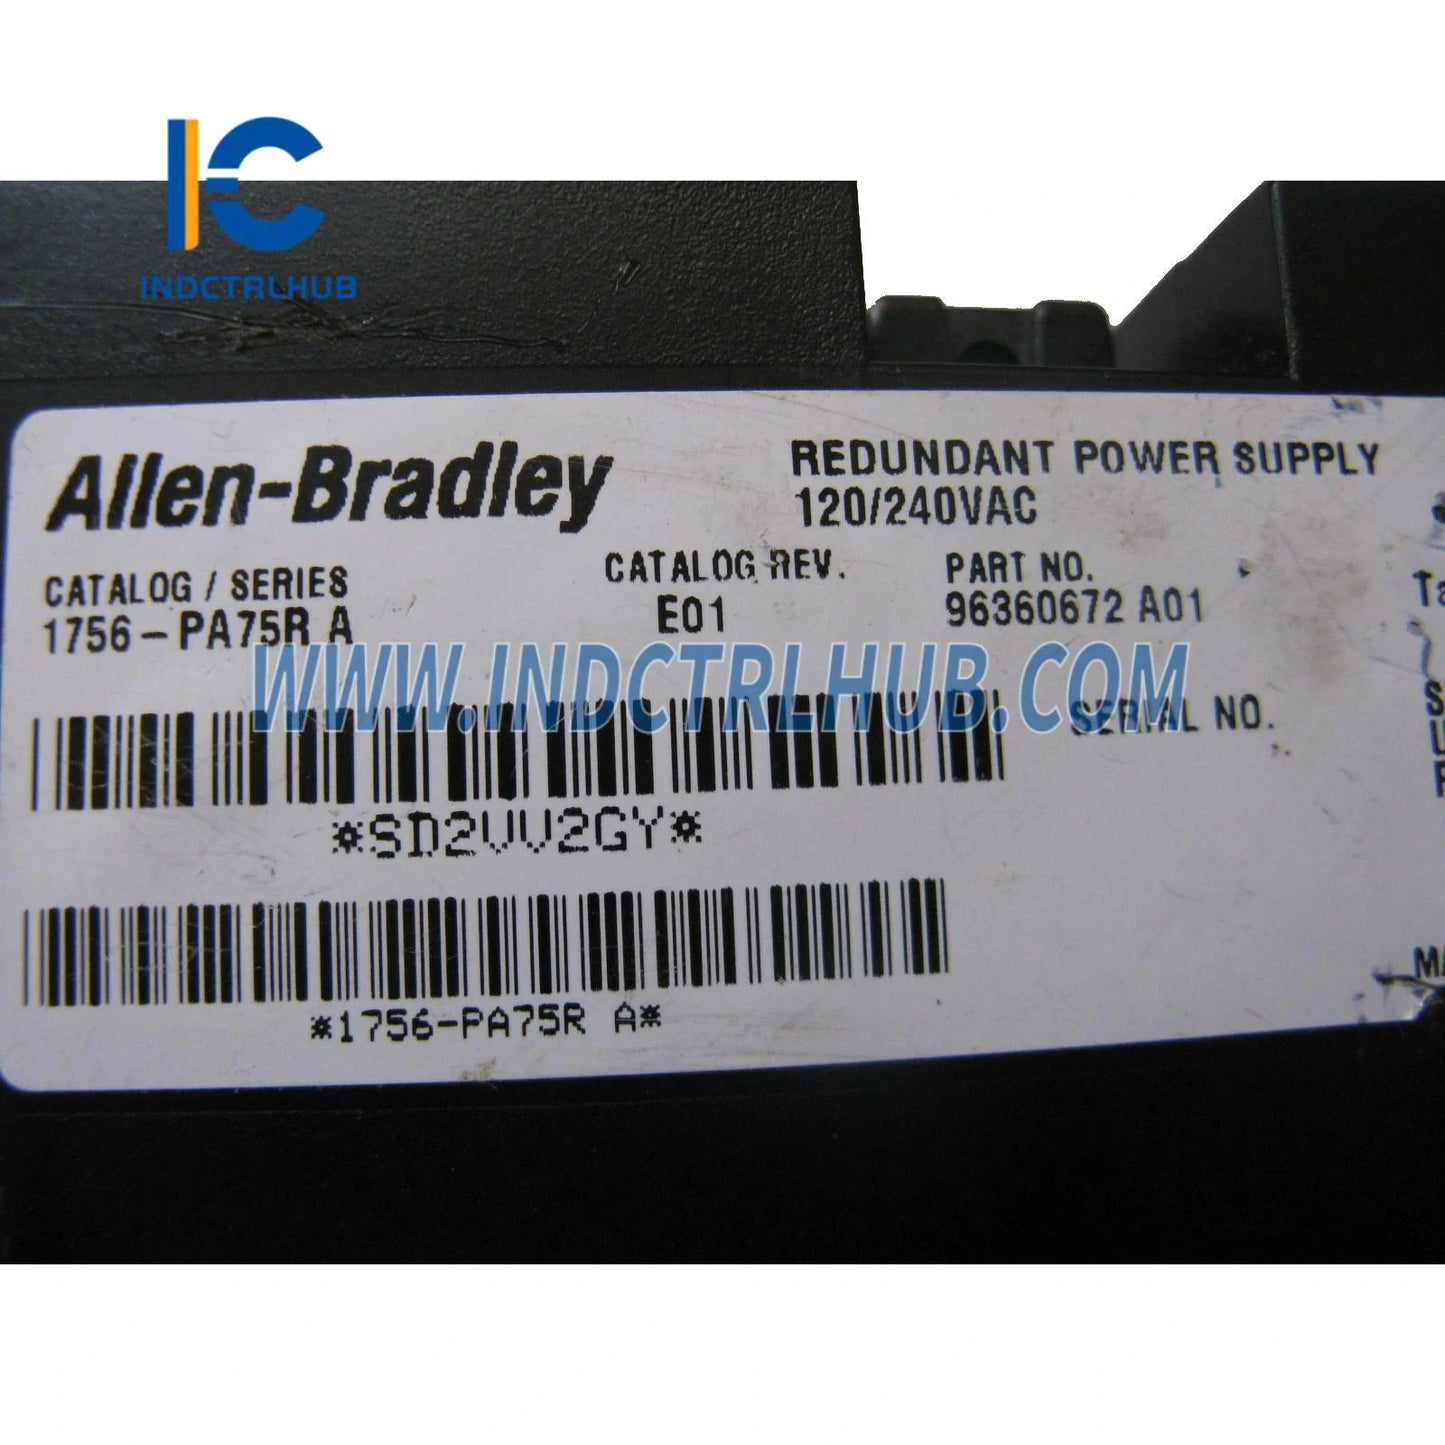 INDCTRLHUB
Allen-Bradley
REDUNDANT POWER SUPPLY
120/240VAC
CATALOG / SERIES
1756-PA75R A
CATALOG REV.
E01
PART NO.
96360672 A01
WWW.INDCTRLHUB.COM
SERIAL NO.
*SD2VV2GY*
*1756-PA75R A*